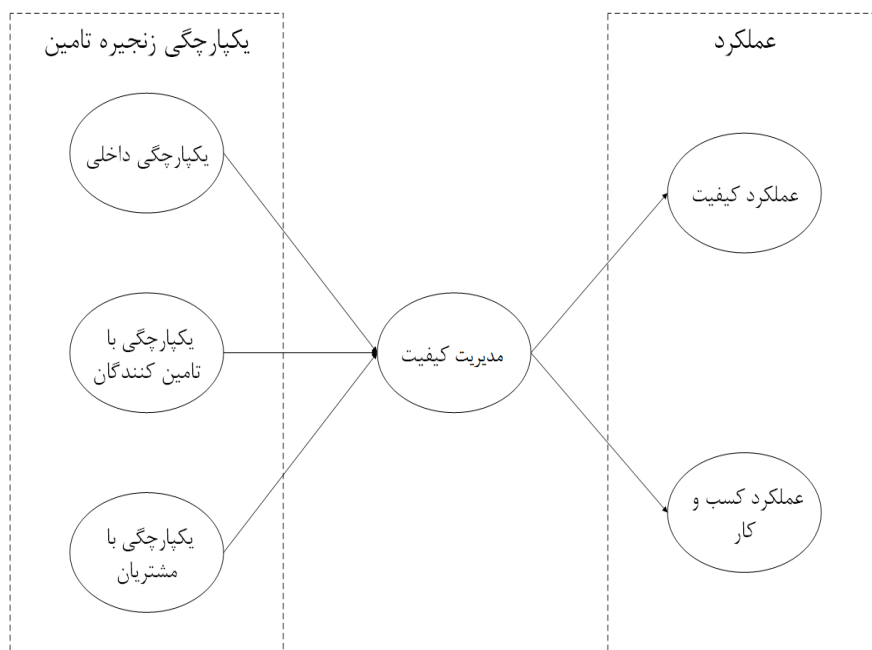 یکپارچگی زنجیره تامین
عملکرد
یکپارچگی داخلی
عملکرد کیفیت
یکپارچگی با
تامین کنندگان
مدیریت کیفیت
عملکرد کسب و
کار
یکپارچگی با
مشتریان